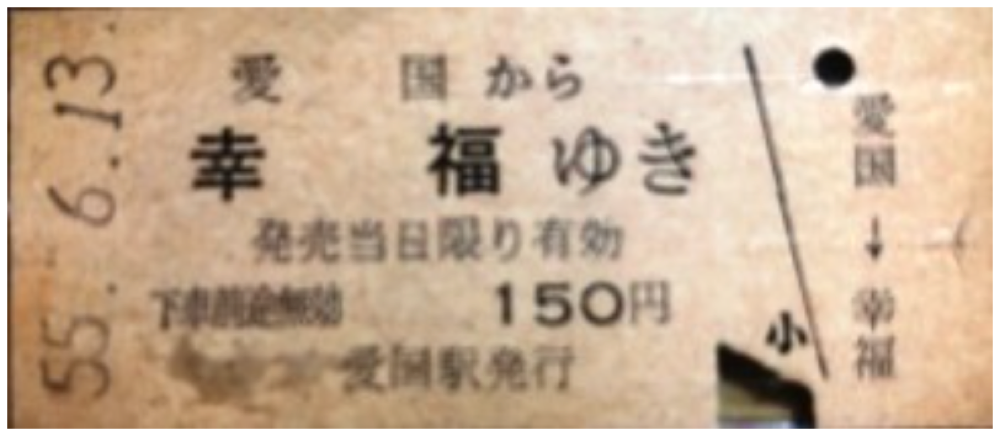 55.-6.13.
愛国から
幸福ゆき
発売当日限り有効
下車前途無効 150円
愛国駅発行
小
愛国→幸福